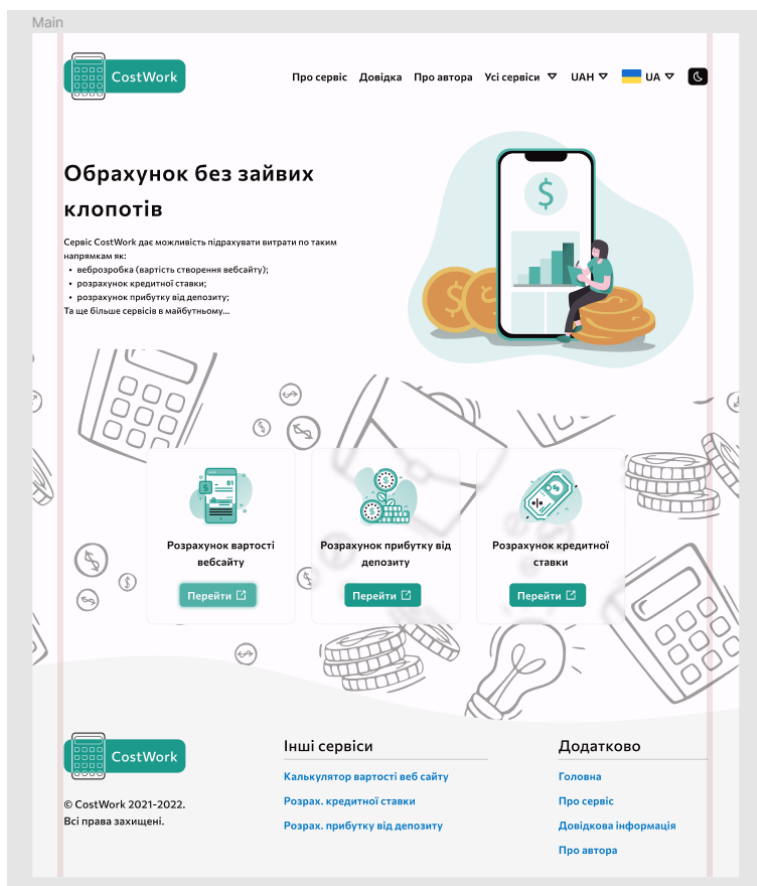 Main
CostWork
Про сервіс Довідка Про автора Усі сервіси UAH UA
Обрахунок без зайвих
клопотів
Сервіс CostWork дає можливість підрахувати витрати по таким
напрямкам як:
• веброзробка (вартість створення вебсайту);
• розрахунок кредитної ставки;
• розрахунок прибутку від депозиту;
Та ще більше сервісів в майбутньому...
Розрахунок вартості
вебсайту
Перейти
Розрахунок прибутку від
депозиту
Перейти
Розрахунок кредитної
ставки
Перейти
CostWork
© CostWork 2021-2022.
Всі права захищені.
Інші сервіси
Калькулятор вартості веб сайту
Розрах. кредитної ставки
Розрах. прибутку від депозиту
Додатково
Головна
Про сервіс
Довідкова інформація
Про автора